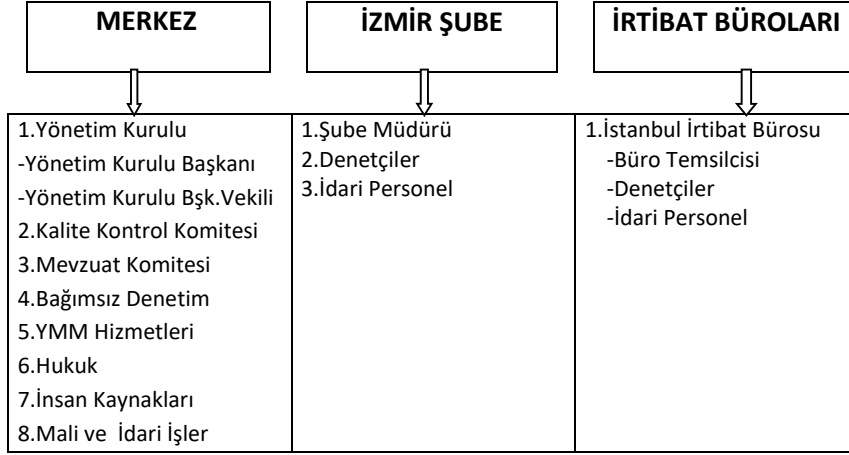 MERKEZ
İZMİR ŞUBE
İRTİBAT BÜROLARI
1.Yönetim Kurulu
-Yönetim Kurulu Başkanı
-Yönetim Kurulu Bşk.Vekili
2.Kalite Kontrol Komitesi
3.Mevzuat Komitesi
4.Bağımsız Denetim
5.YMM Hizmetleri
6.Hukuk
7.İnsan Kaynakları
8.Mali ve İdari İşler
1.Şube Müdürü
2.Denetçiler
3.İdari Personel
1.İstanbul İrtibat Bürosu
-Büro Temsilcisi
-Denetçiler
-İdari Personel